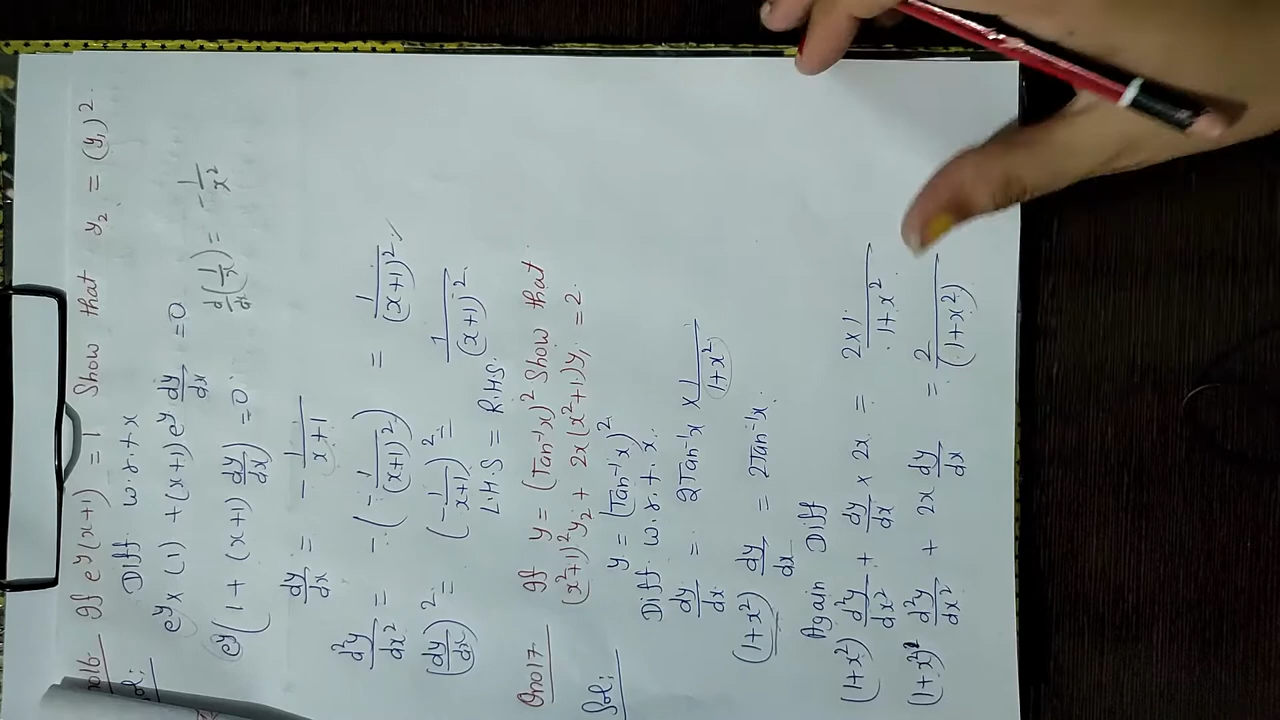 no16 If e^y(x+1) = 1 Show that y₂ = (y₁)².
Sol: Diff w.r.t x
e^y × (1) + (x+1) e^y dy/dx = 0
e^y (1 + (x+1) dy/dx) = 0. d/dx (1/x) = -1/x²
dy/dx = - 1/(x+1)
d²y/dx² = -(-1/(x+1)²) = 1/(x+1)² ✓
(dy/dx)² = (-1/(x+1))² = 1/(x+1)².
L.H.S = R.H.S.
Qno17 If y = (Tan⁻¹x)² Show that
(x²+1)² y₂ + 2x(x²+1) y₁ = 2.
Sol: y = (Tan⁻¹x)²
Diff w.r.t. x.
dy/dx = 2Tan⁻¹x × 1/(1+x²)
(1+x²) dy/dx = 2Tan⁻¹x.
Again Diff
(1+x²) d²y/dx² + dy/dx × 2x = 2×1/(1+x²)
(1+x²)² d²y/dx² + 2x dy/dx = 2/(1+x²)